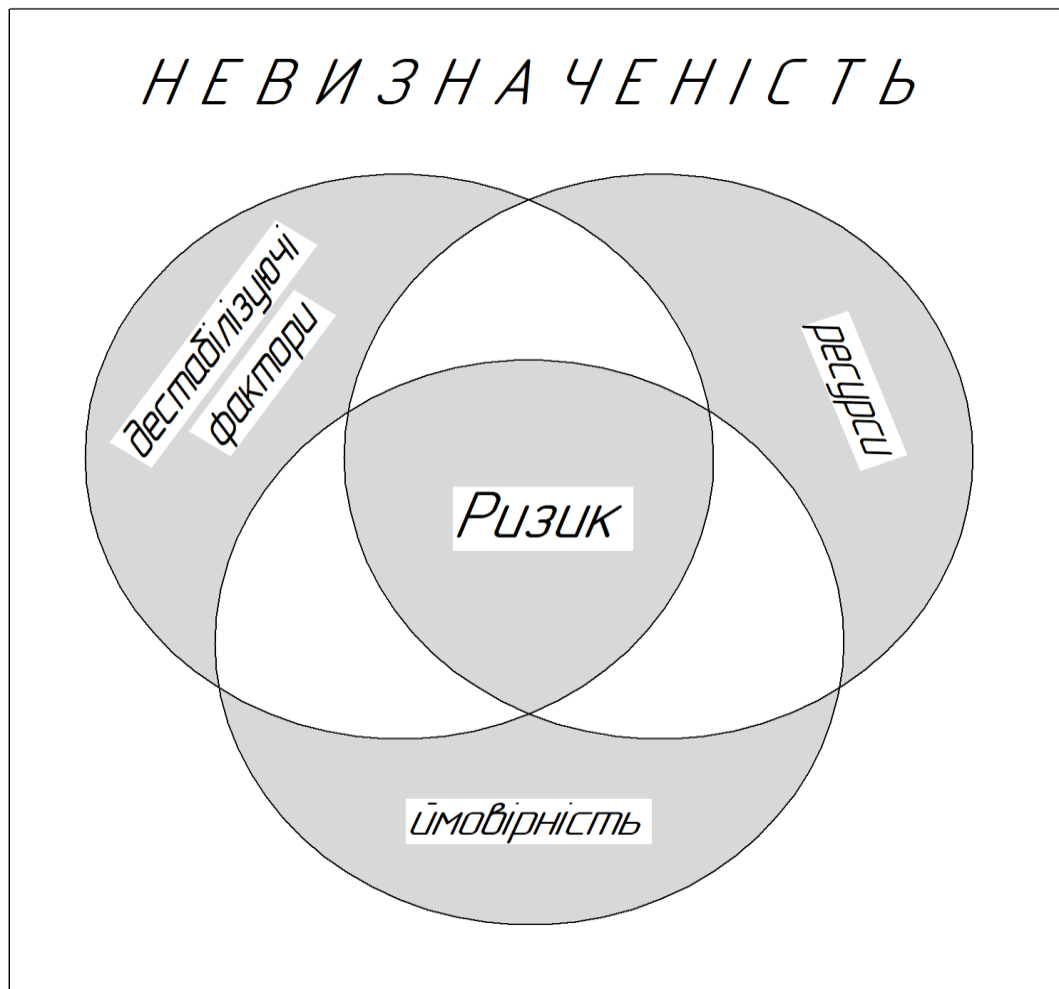 НЕВИЗНАЧЕНІСТЬ
дестабілізуючі
фактори
ресурси
Ризик
ймовірність